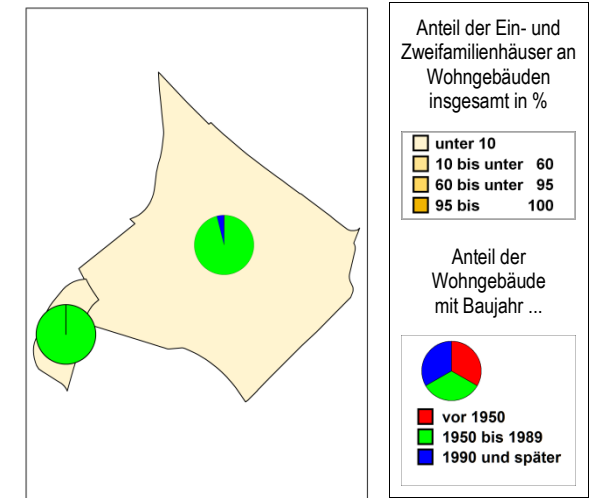 Anteil der Ein- und
Zweifamilienhäuser an
Wohngebäuden
insgesamt in %
unter 10
10 bis unter 60
60 bis unter 95
95 bis 100
Anteil der
Wohngebäude
mit Baujahr ...
vor 1950
1950 bis 1989
1990 und später